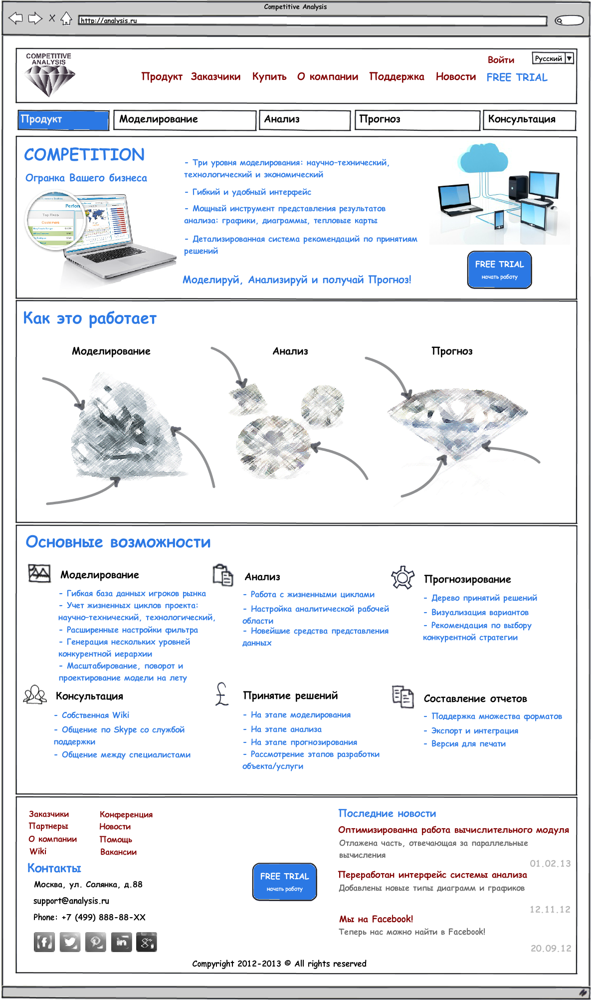 Competitive Analysis
http://analysis.ru
COMPETITIVE
ANALYSIS
Войти
Русский
Продукт Заказчики Купить О компании Поддержка Новости FREE TRIAL
Продукт Моделирование Анализ Прогноз Консультация
COMPETITION
Огранка Вашего бизнеса
Perfon
Top Fives
Customers
- Три уровня моделирования: научно-технический,
технологический и экономический
- Гибкий и удобный интерфейс
- Мощный инструмент представления результатов
анализа: графики, диаграммы, тепловые карты
- Детализированная система рекомендаций по принятиям
решений
Моделируй, Анализируй и получай Прогноз!
FREE TRIAL
начать работу
Как это работает
Моделирование Анализ Прогноз
Основные возможности
Моделирование
- Гибкая база данных игроков рынка
- Учет жизненных циклов проекта:
научно-технический, технологический,
- Расширенные настройки фильтра
- Генерация нескольких уровней
конкурентной иерархии
- Масштабирование, поворот и
проектирование модели на лету
Анализ
- Работа с жизненными циклами
- Настройка аналитической рабочей
области
- Новейшие средства представления
данных
Прогнозирование
- Дерево принятий решений
- Визуализация вариантов
- Рекомендация по выбору
конкурентной стратегии
Консультация
- Собственная Wiki
- Общение по Skype со службой
поддержки
- Общение между специалистами
Принятие решений
- На этапе моделирования
- На этапе анализа
- На этапе прогнозирования
- Рассмотрение этапов разработки
объекта/услуги
Составление отчетов
- Поддержка множества форматов
- Экспорт и интеграция
- Версия для печати
Заказчики Конференция
Партнеры Новости
О компании Помощь
Wiki Вакансии
Контакты
Москва, ул. Солянка, д.88
support@analysis.ru
Phone: +7 (499) 888-88-XX
FREE TRIAL
начать работу
Последние новости
Оптимизированна работа вычислительного модуля
Отлажена часть, отвечающая за параллельные
вычисления
01.02.13
Переработан интерфейс системы анализа
Добавлены новые типы диаграмм и графиков
12.11.12
Мы на Facebook!
Теперь нас можно найти в Facebook!
20.09.12
Compyright 2012-2013 © All rights reserved